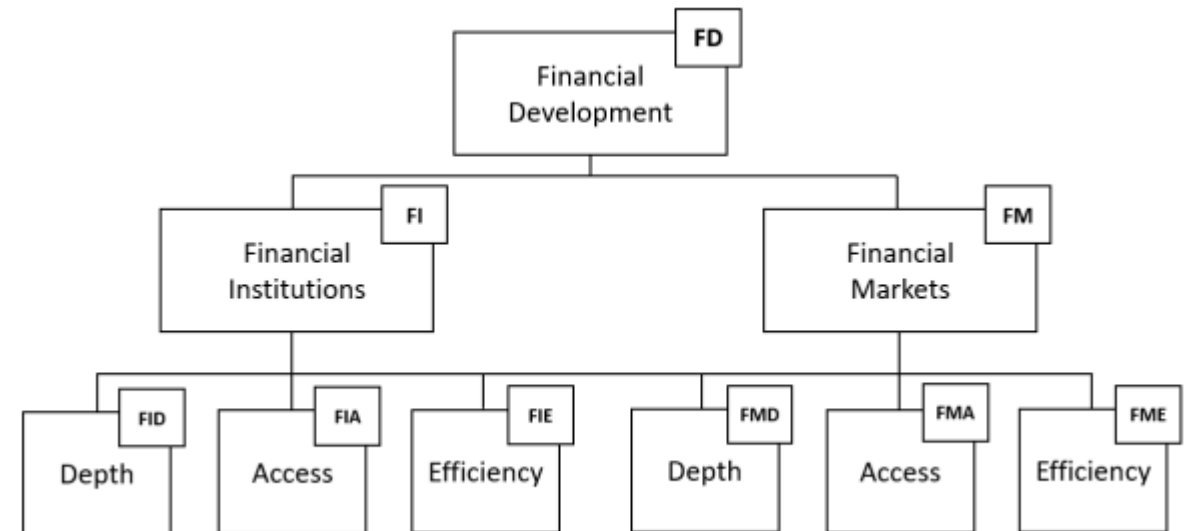 FD
Financial
Development
FI
Financial
Institutions
FM
Financial
Markets
FID
Depth
FIA
Access
FIE
Efficiency
FMD
Depth
FMA
Access
FME
Efficiency